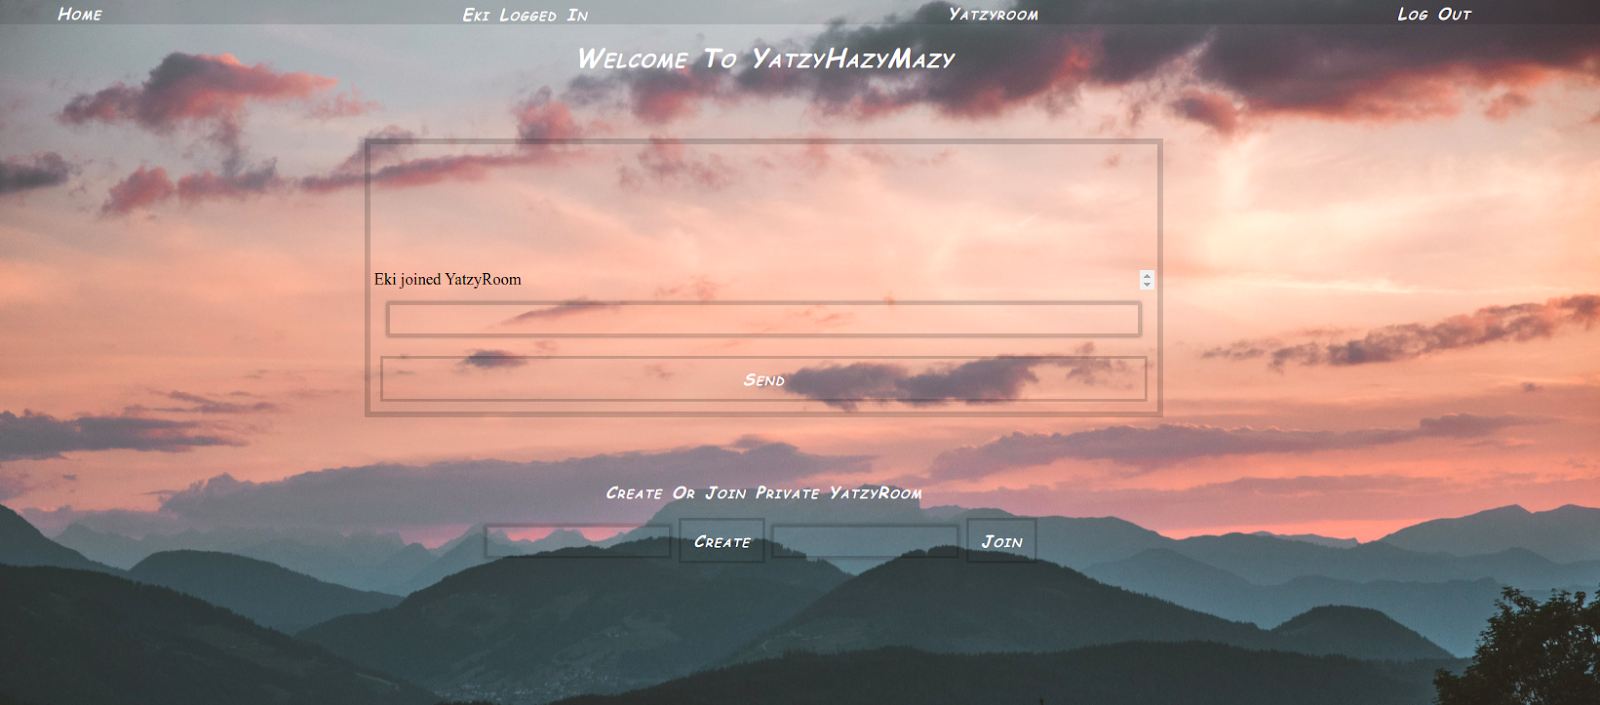 Home Eki Logged In Yatzyroom Log Out
Welcome To YatzyHazyMazy
Eki joined YatzyRoom
Send
Create Or Join Private YatzyRoom
Create Join